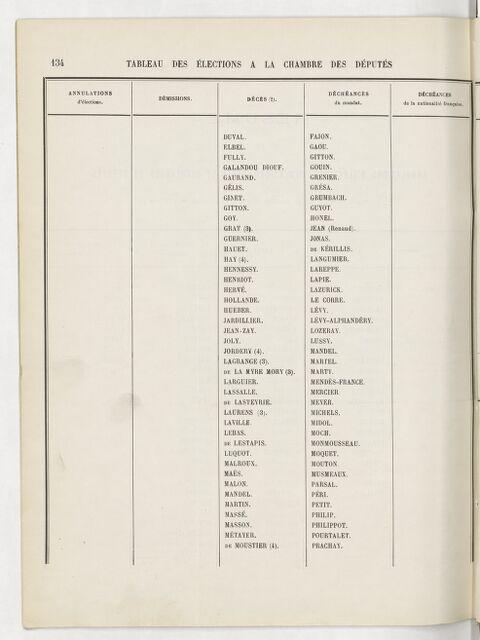 134
TABLEAU DES ÉLECTIONS A LA CHAMBRE DES DÉPUTÉS
ANNULATIONS
d'élections.
DÉMISSIONS.
DÉCÈS (2).
DÉCHÉANCES
du mandat.
DÉCHÉANCES
de la nationalité française.
DUVAL.
ELBEL.
FULLY.
GALANDOU DIOUF.
GAURAND.
GÉLIS.
GINET.
GITTON.
GOY.
GRAT (3).
GUERNIER.
HAUET.
HAY (4).
HENNESSY.
HENRIOT.
HERVÉ.
HOLLANDE.
HUEBER.
JARDILLIER.
JEAN-ZAY.
JOLY.
JORDERY (4).
LAGRANGE (3).
DE LA MYRE MORY (3).
LARGUIER.
LASSALLE.
DE LASTEYRIE.
LAURENS (3).
LAVILLE.
LEBAS.
DE LESTAPIS.
LUQUOT.
MALROUX.
MAËS.
MALON.
MANDEL.
MARTIN.
MASSÉ.
MASSON.
MÉTAYER.
DE MOUSTIER (4).
FAJON.
GAOU.
GITTON.
GOUIN.
GRENIER.
GRÉSA.
GRUMBACH.
GUYOT.
HONEL.
JEAN (Renaud).
JONAS.
DE KÉRILLIS.
LANGUMIER.
LAREPPE.
LAPIE.
LAZURICK.
LE CORRE.
LÉVY.
LÉVY-ALPHANDÉRY.
LOZERAY.
LUSSY.
MANDEL.
MARTEL.
MARTY.
MENDÈS-FRANCE.
MERCIER
MEYER.
MICHELS.
MIDOL.
MOCH.
MONMOUSSEAU.
MOQUET.
MOUTON.
MUSMEAUX.
PARSAL.
PÉRI.
PETIT.
PHILIP.
PHILIPPOT.
POURTALET.
PRACHAY.